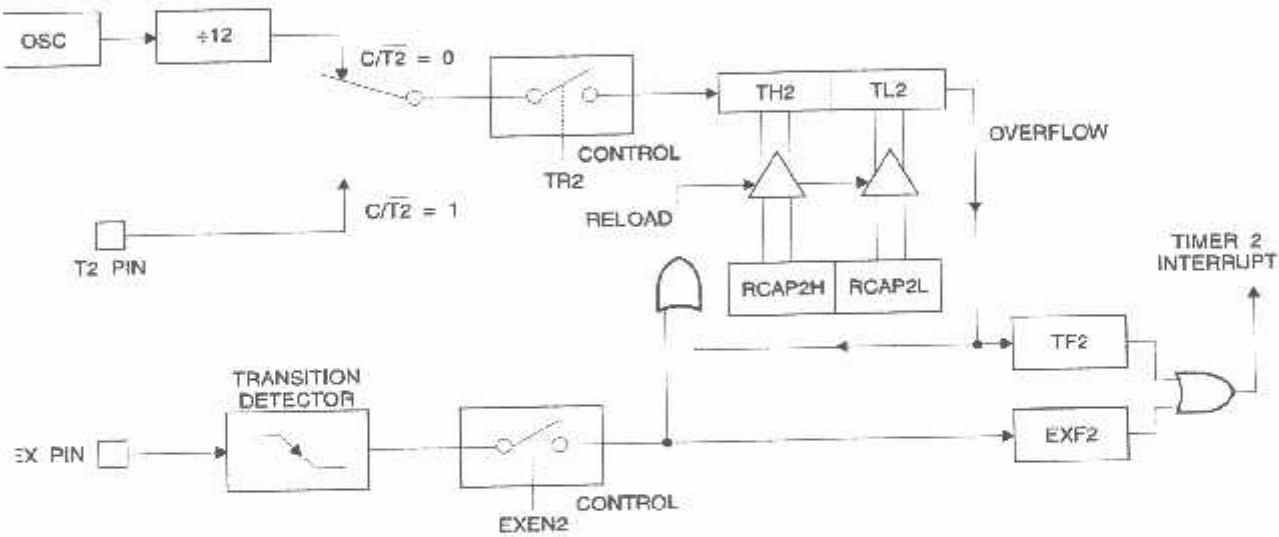 OSC
÷12
C/T2 = 0
TH2
TL2
OVERFLOW
CONTROL
TR2
RELOAD
C/T2 = 1
T2 PIN
TIMER 2
INTERRUPT
RCAP2H
RCAP2L
TF2
TRANSITION
DETECTOR
EX PIN
EXF2
CONTROL
EXEN2